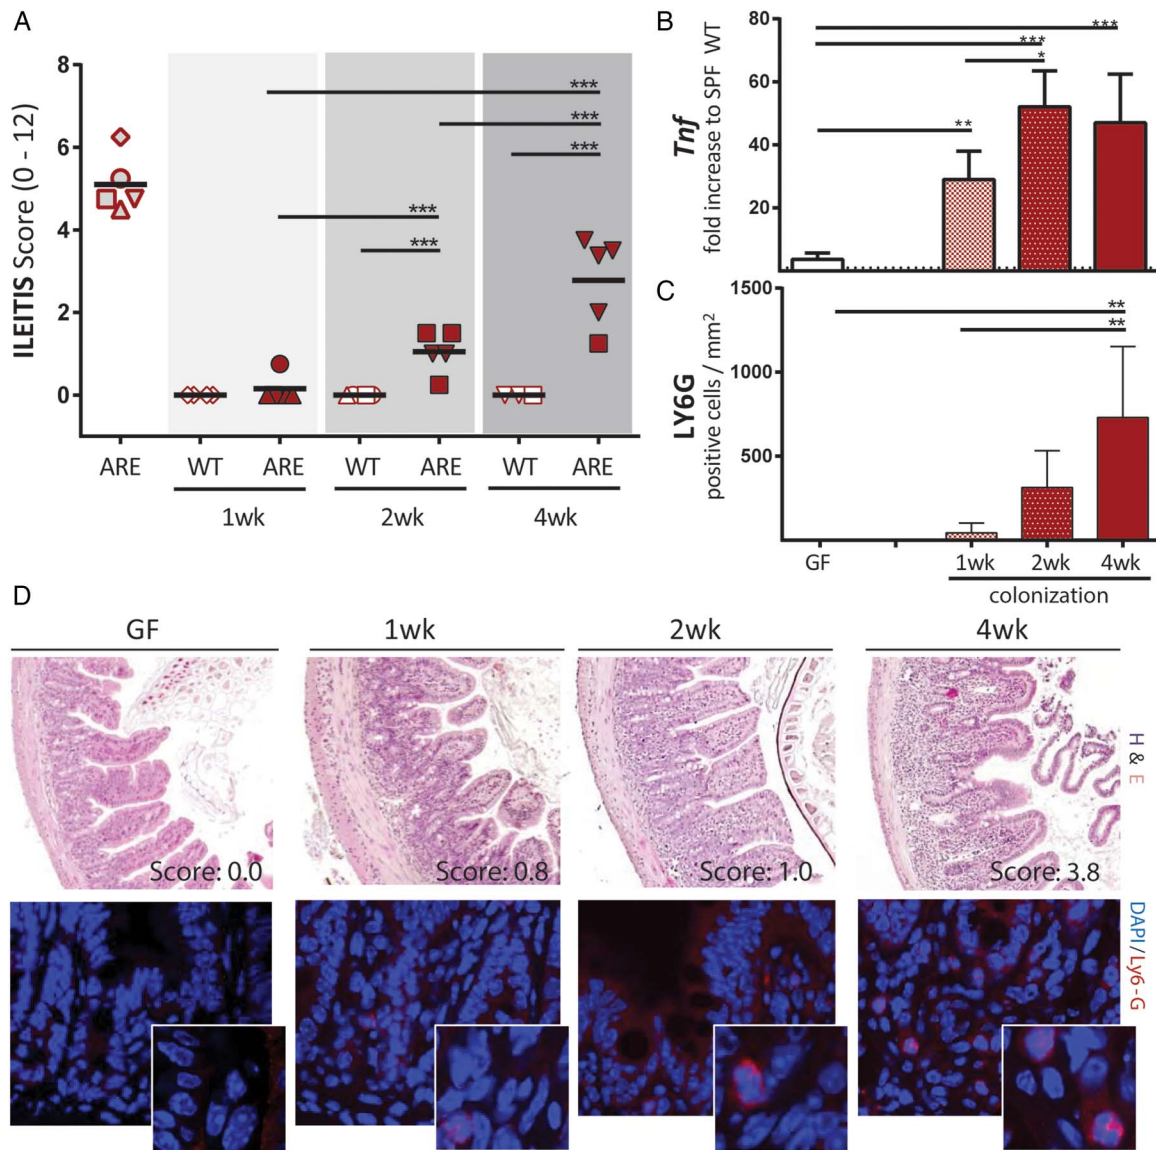 A
ILEITIS Score (0 - 12)
8
6
4
2
0
***
***
***
***
***
ARE
WT
ARE
WT
ARE
WT
ARE
1wk
2wk
4wk
B
Tnf
fold increase to SPF WT
80
60
40
20
***
***
*
**
C
LY6G
positive cells / mm²
1500
1000
500
**
**
GF
1wk
2wk
4wk
colonization
D
GF
1wk
2wk
4wk
Score: 0.0
Score: 0.8
Score: 1.0
Score: 3.8
H & E
DAPI/Ly6-G